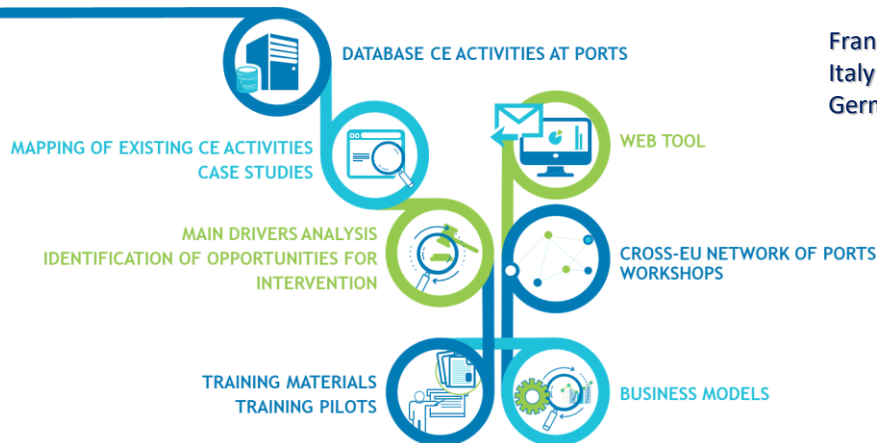 DATABASE CE ACTIVITIES AT PORTS
MAPPING OF EXISTING CE ACTIVITIES
CASE STUDIES
MAIN DRIVERS ANALYSIS
IDENTIFICATION OF OPPORTUNITIES FOR
INTERVENTION
TRAINING MATERIALS
TRAINING PILOTS
WEB TOOL
CROSS-EU NETWORK OF PORTS
WORKSHOPS
BUSINESS MODELS
Italy